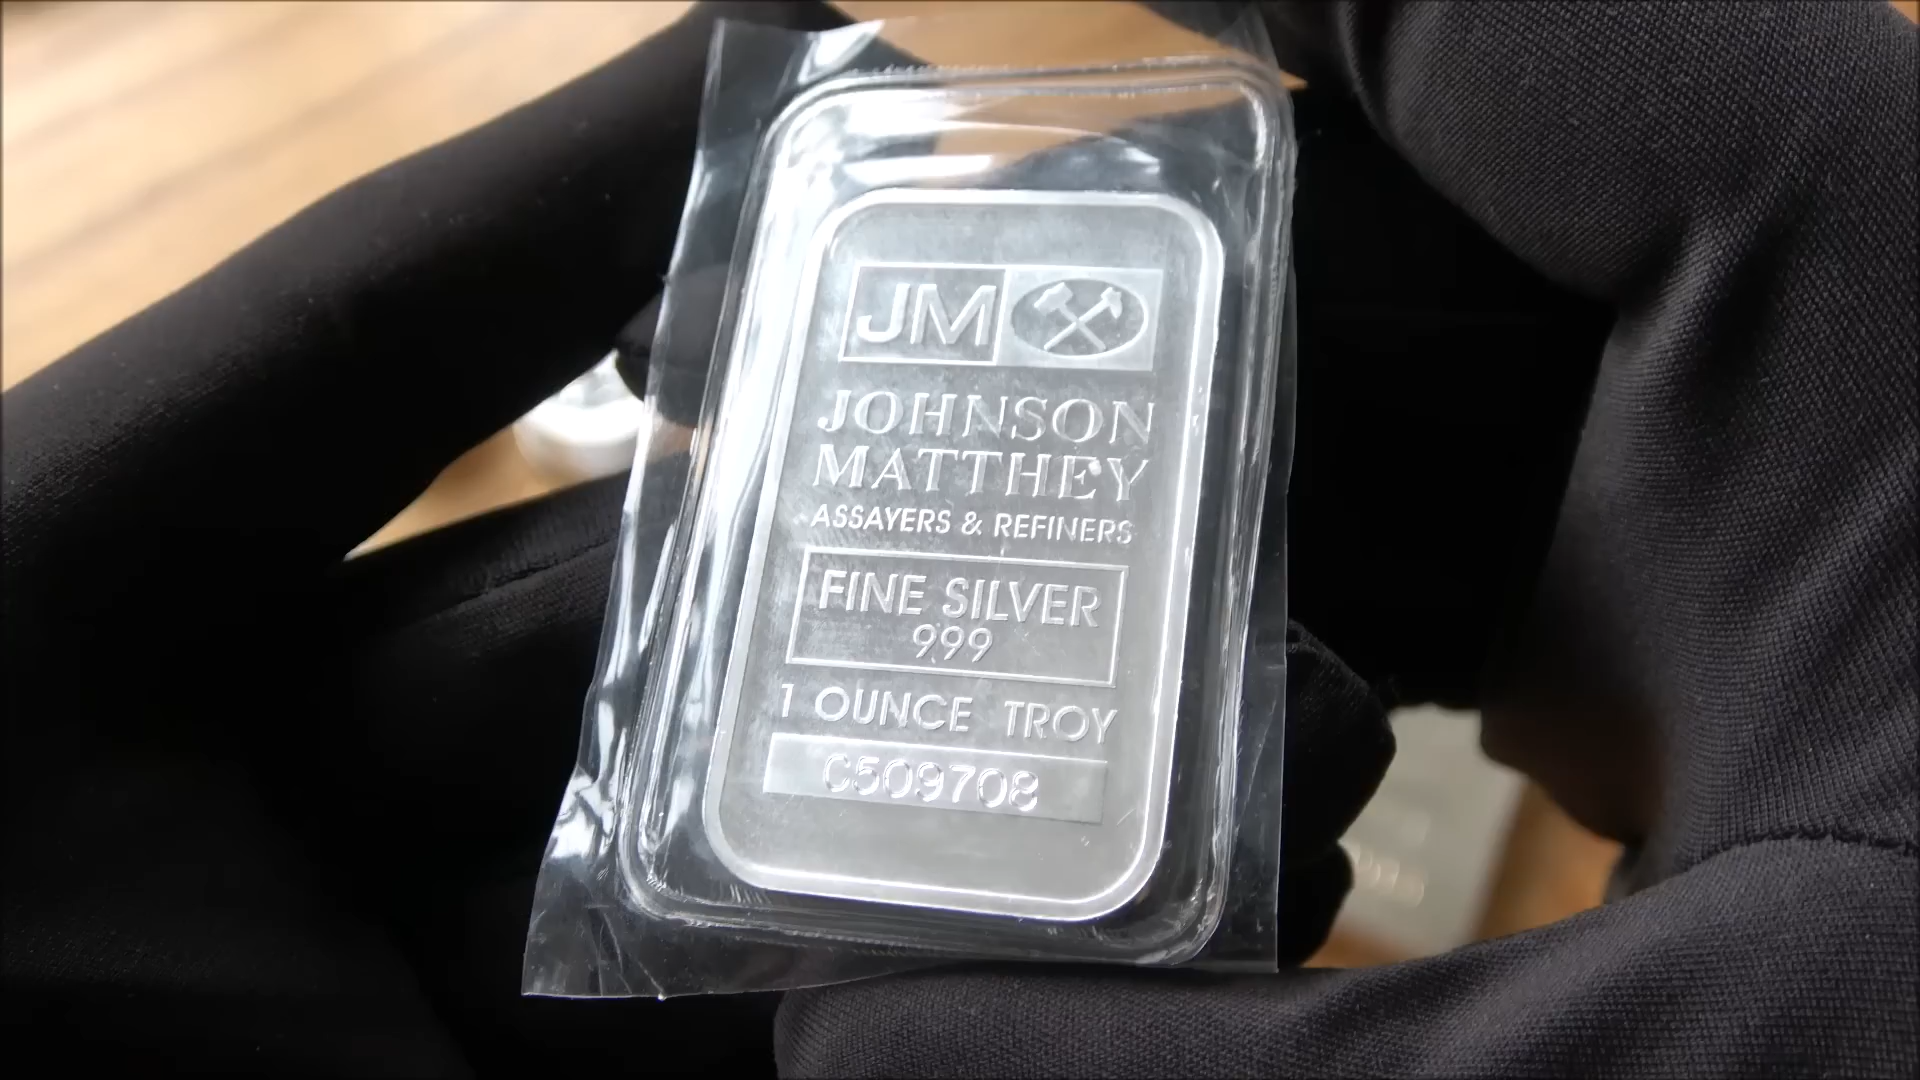 JM
JOHNSON
MATTHEY
ASSAYERS & REFINERS
FINE SILVER
999
1 OUNCE TROY
C509708